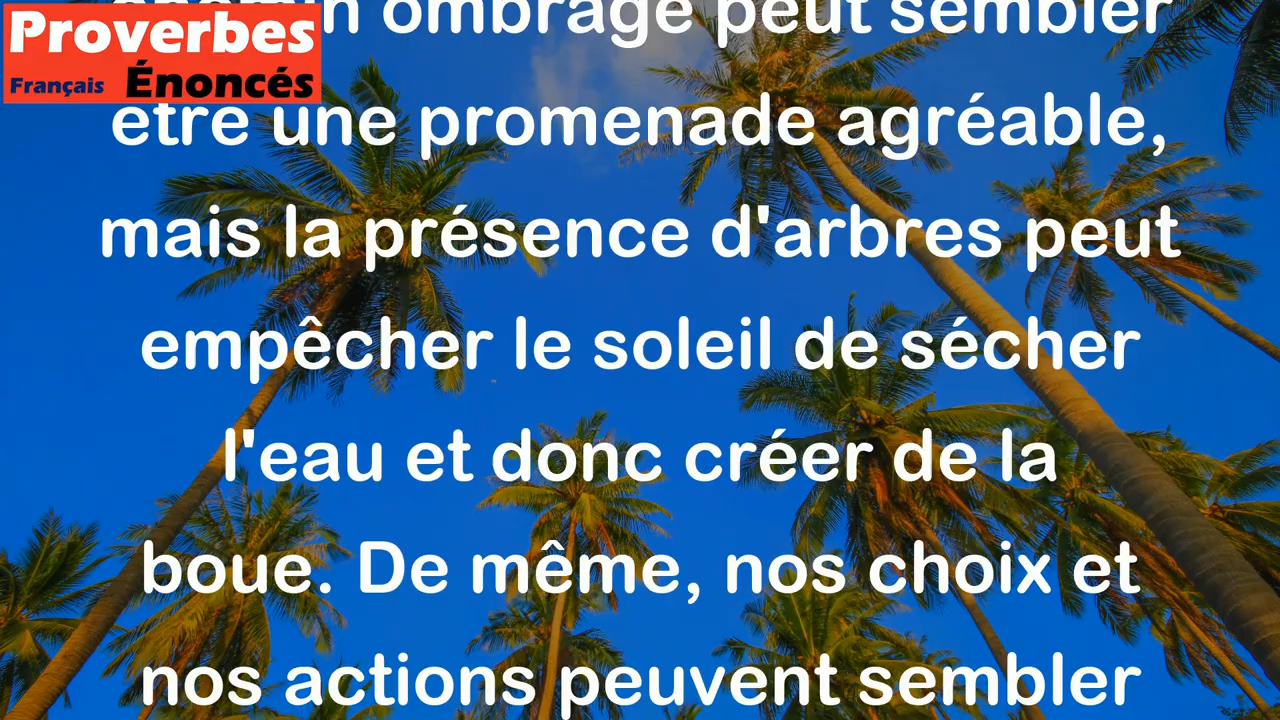 Proverbes
Français Énoncés
ombrage peut sembler
être une promenade agréable,
mais la présence d'arbres peut
empêcher le soleil de sécher
l'eau et donc créer de la
boue. De même, nos choix et
nos actions peuvent sembler